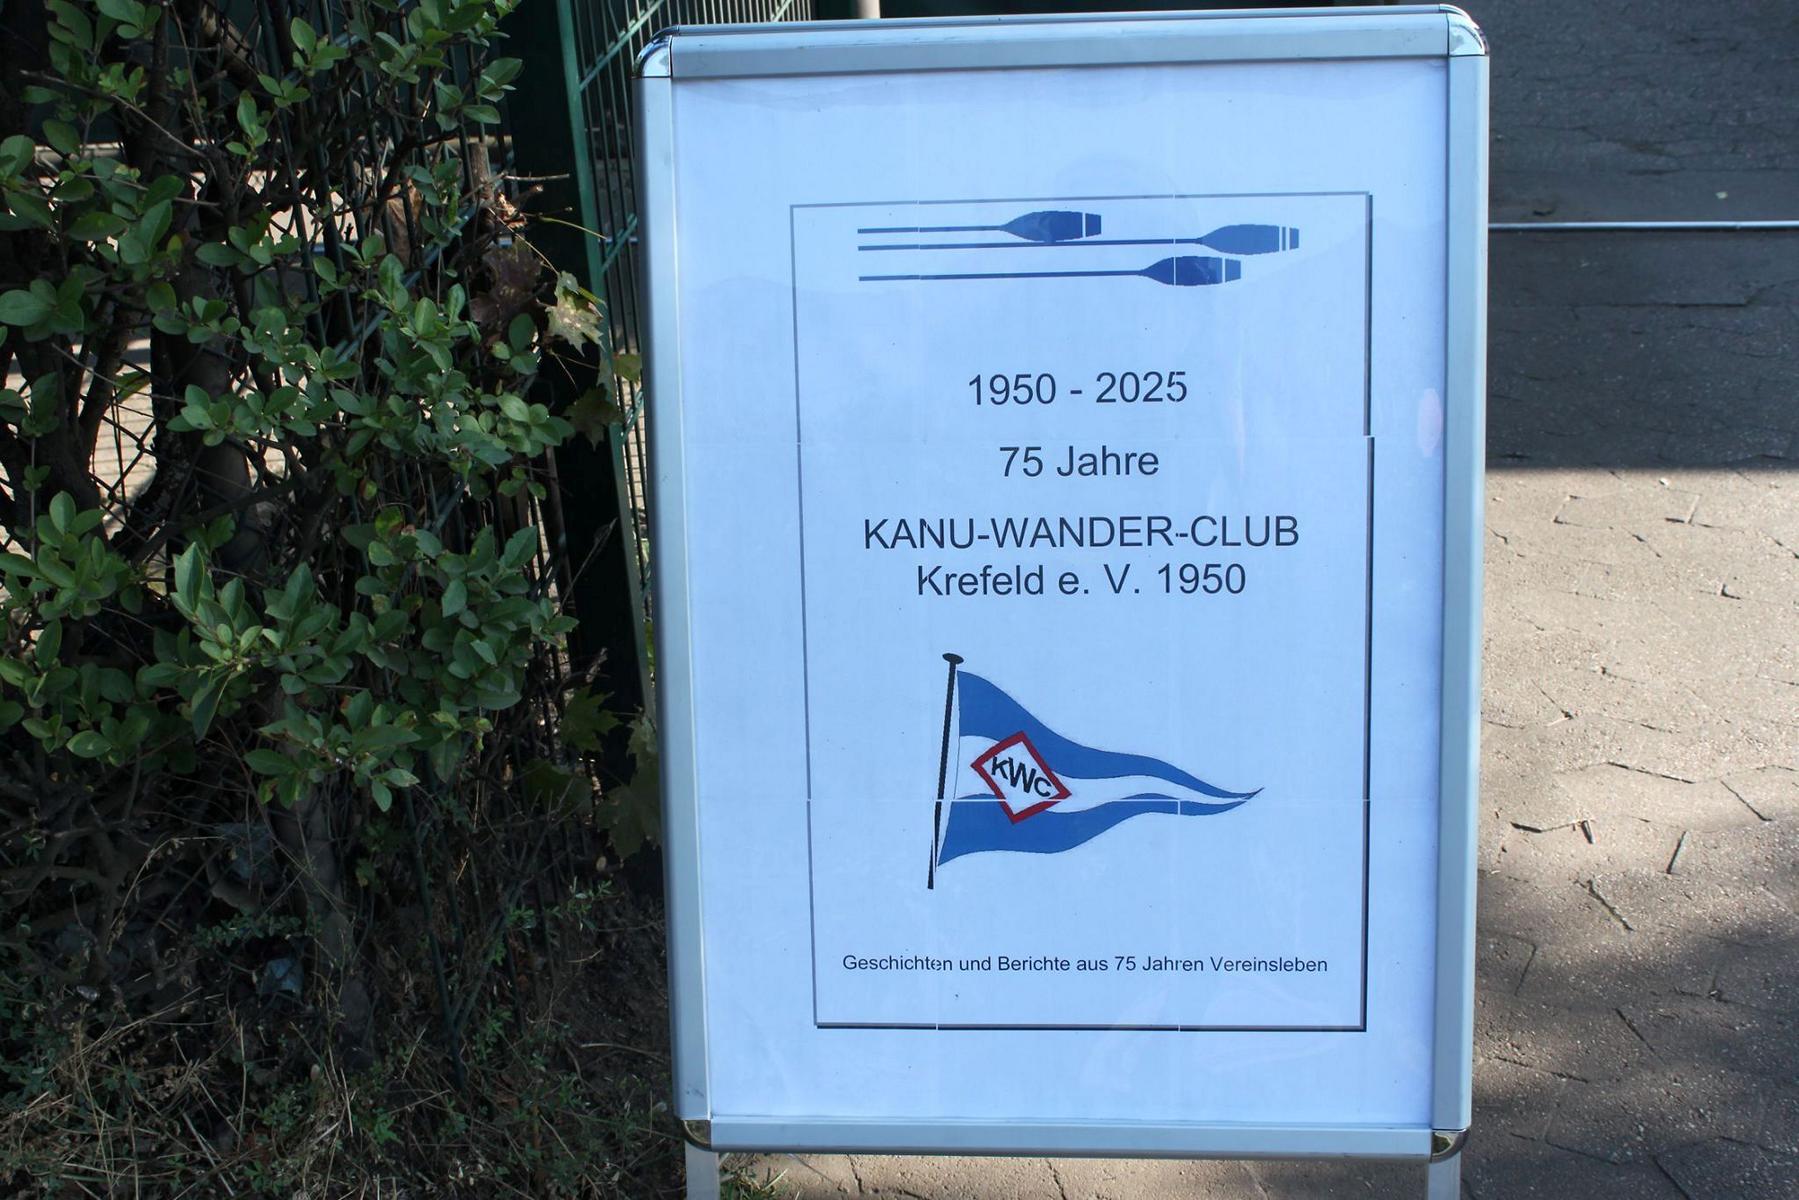 1950 - 2025
75 Jahre
KANU-WANDER-CLUB
Krefeld e. V. 1950
KWC
Geschichten und Berichte aus 75 Jahren Vereinsleben